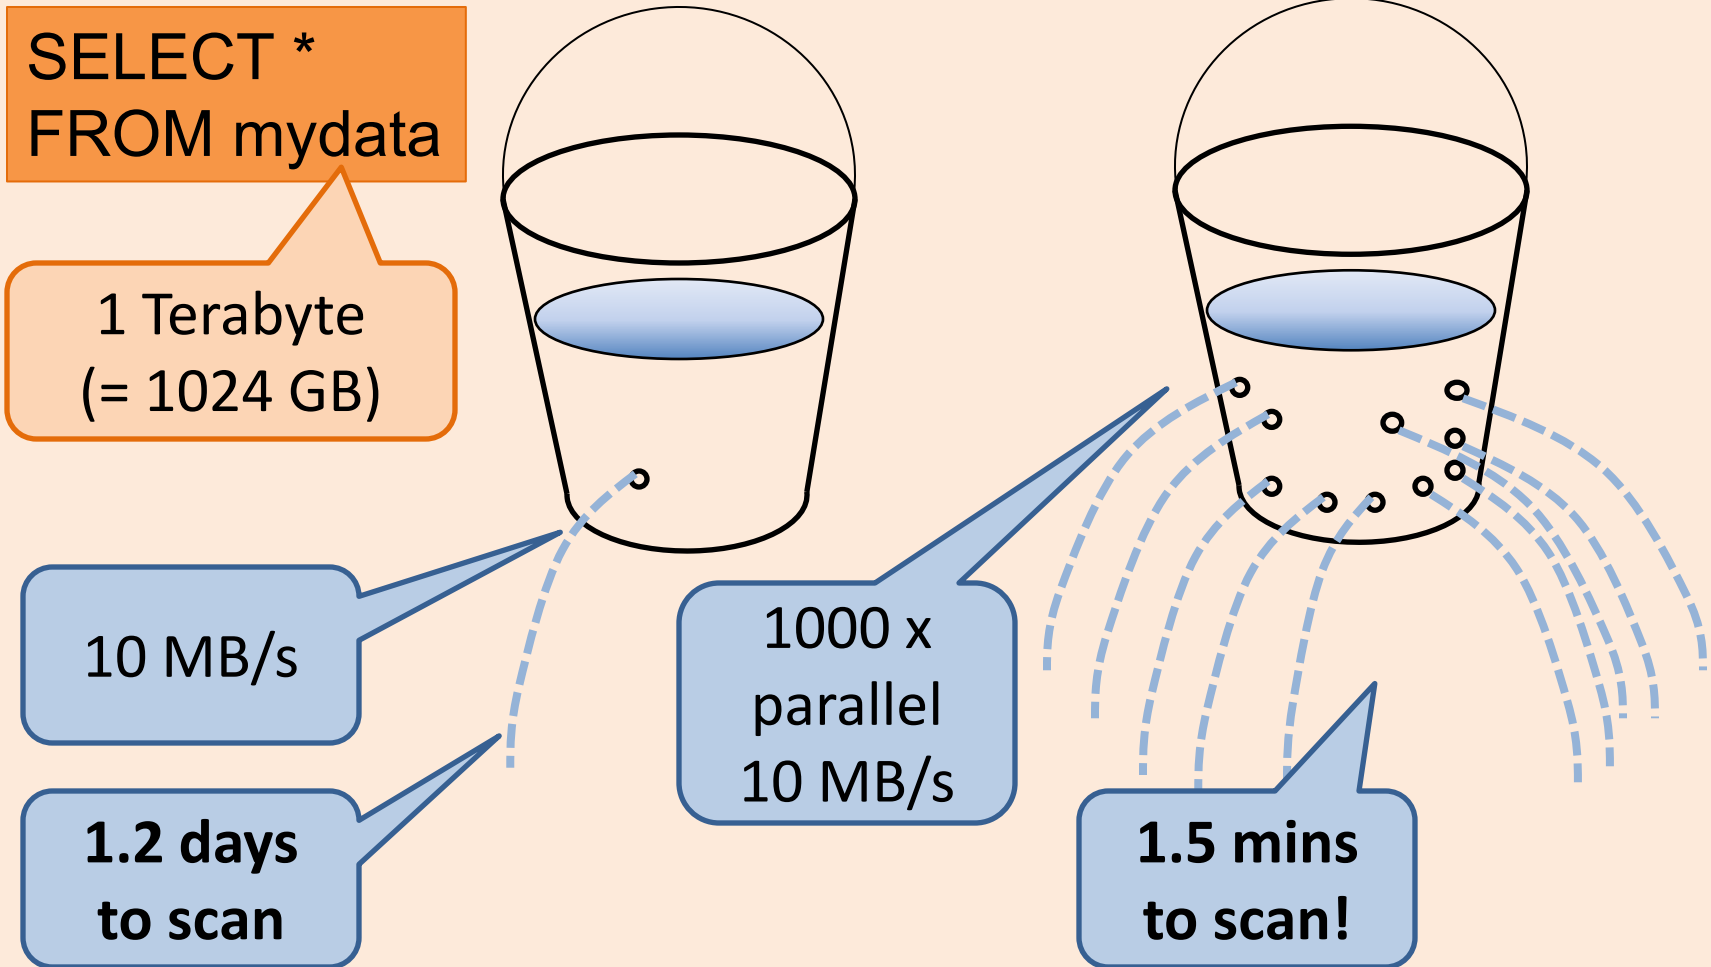 SELECT *
FROM mydata
1 Terabyte
(= 1024 GB)
10 MB/s
1.2 days
to scan
1000 x
parallel
10 MB/s
1.5 mins
to scan!